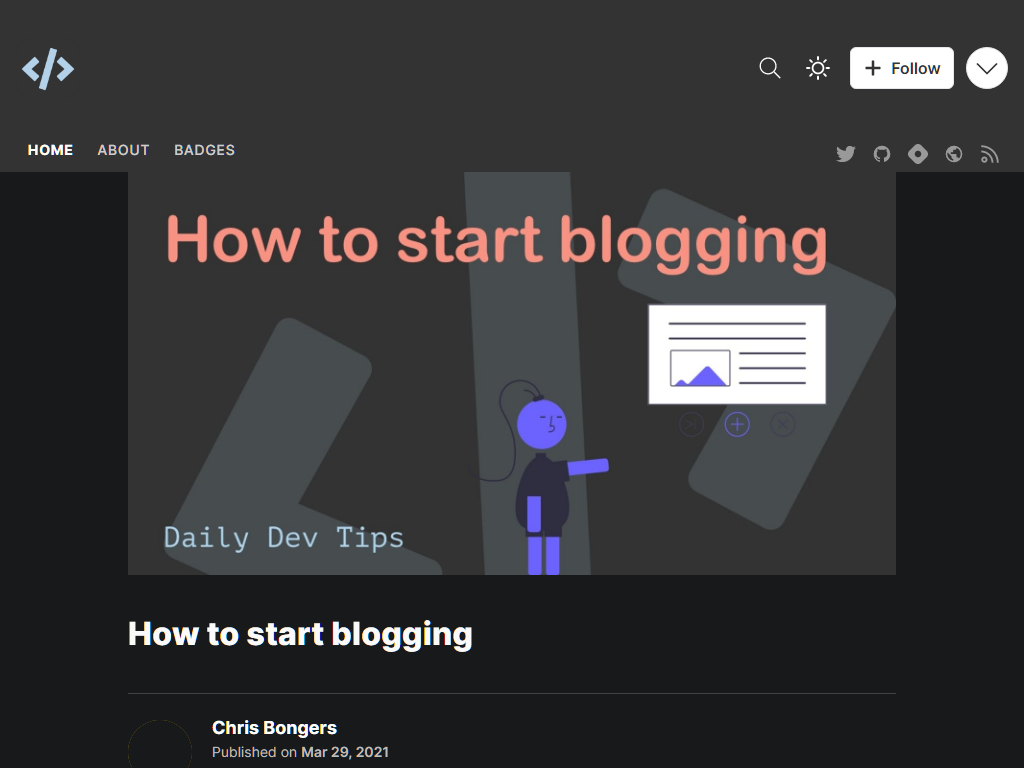 </>
Follow
HOME ABOUT BADGES
How to start blogging
Daily Dev Tips
How to start blogging
Chris Bongers
Published on Mar 29, 2021